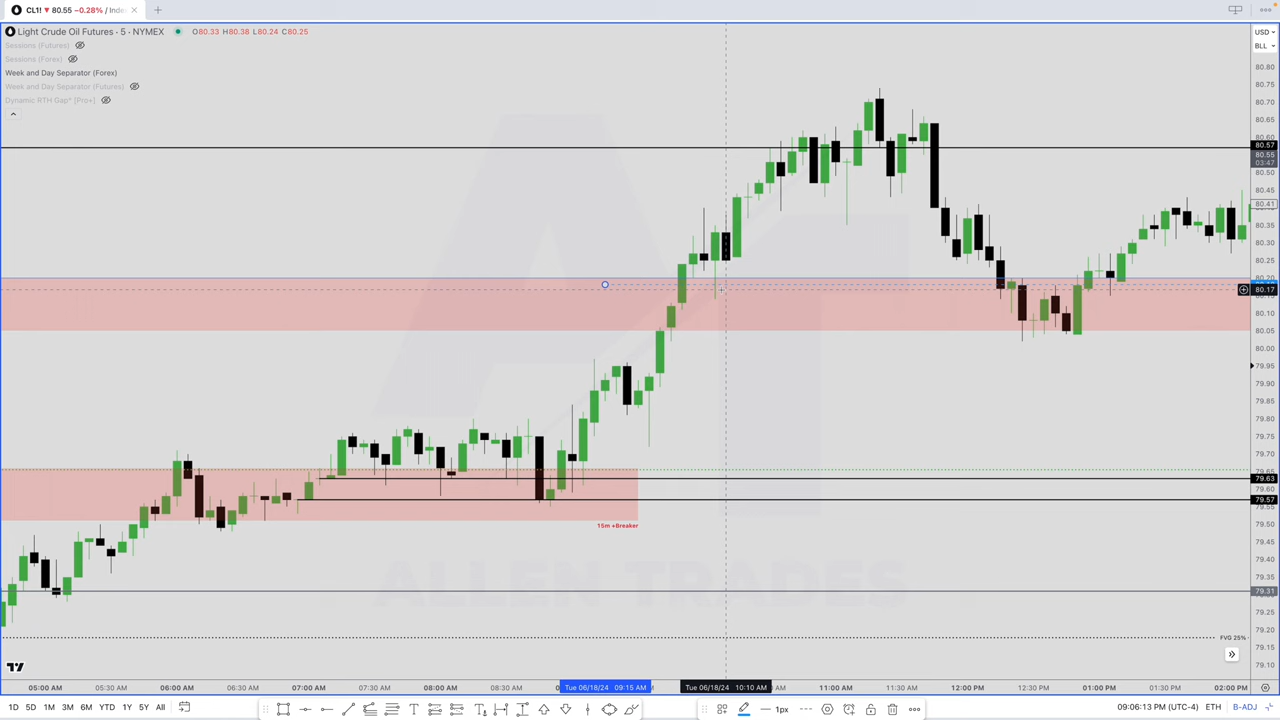 CL1! ▼ 80.55 −0.28% / Inde
Light Crude Oil Futures · 5 · NYMEX O80.33 H80.38 L80.24 C80.25
Sessions (Futures)
Sessions (Forex)
Week and Day Separator (Forex)
Week and Day Separator (Futures)
Dynamic RTH Gap* [Pro+]
USD
BLL
80.80
80.75
80.70
80.65
80.60
80.57
80.55
03:47
80.50
80.45
80.41
80.35
80.30
80.25
80.20
80.17
80.10
80.05
80.00
79.95
79.90
79.85
79.80
79.75
79.70
79.65
79.63
79.60
79.57
79.55
79.50
15m +Breaker
79.45
79.40
79.35
79.31
79.25
79.20
FVG 25%
79.15
79.10
ALLEN TRADES
05:00 AM 05:30 AM 06:00 AM 06:30 AM 07:00 AM 07:30 AM 08:00 AM 08:30 AM Tue 06/18/24 09:15 AM Tue 06/18/24 10:10 AM 11:00 AM 11:30 AM 12:00 PM 12:30 PM 01:00 PM 01:30 PM 02:00 PM
1D 5D 1M 3M 6M YTD 1Y 5Y All 1px 09:06:13 PM (UTC-4) ETH B-ADJ